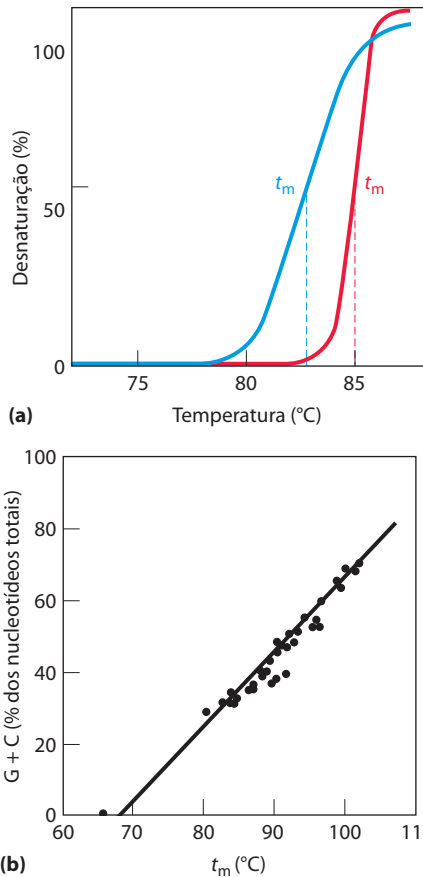 100
50
0
Desnaturação (%)
t_m
t_m
75
80
85
(a)
Temperatura (°C)
100
80
60
40
20
0
G + C (% dos nucleotídeos totais)
60
70
80
90
100
11
(b)
t_m (°C)